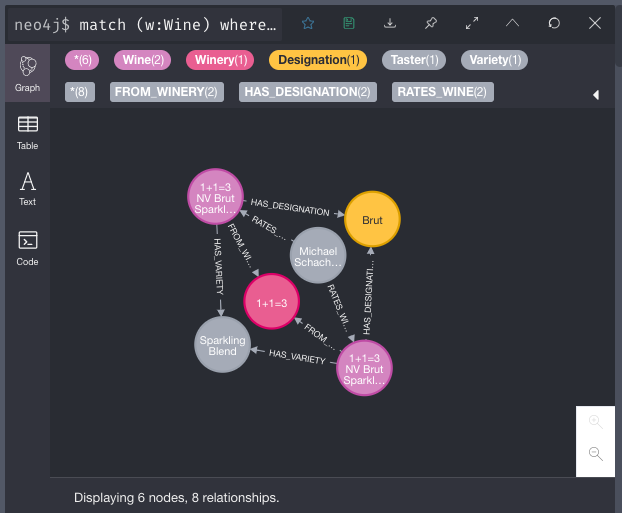 neo4j$ match (w:Wine) where…
*(6) Wine(2) Winery(1) Designation(1) Taster(1) Variety(1)
*(8) FROM_WINERY(2) HAS_DESIGNATION(2) RATES_WINE(2)
Graph
Table
Text
Code
1+1=3
NV Brut
Sparkl…
HAS_DESIGNATION
Brut
RATES_…
Michael
Schach…
FROM_WI…
HAS_VARIETY
1+1=3
RATES_WI…
HAS_DESIGNATI…
FROM_…
Sparkling
Blend
HAS_VARIETY
1+1=3
NV Brut
Sparkl…
Displaying 6 nodes, 8 relationships.